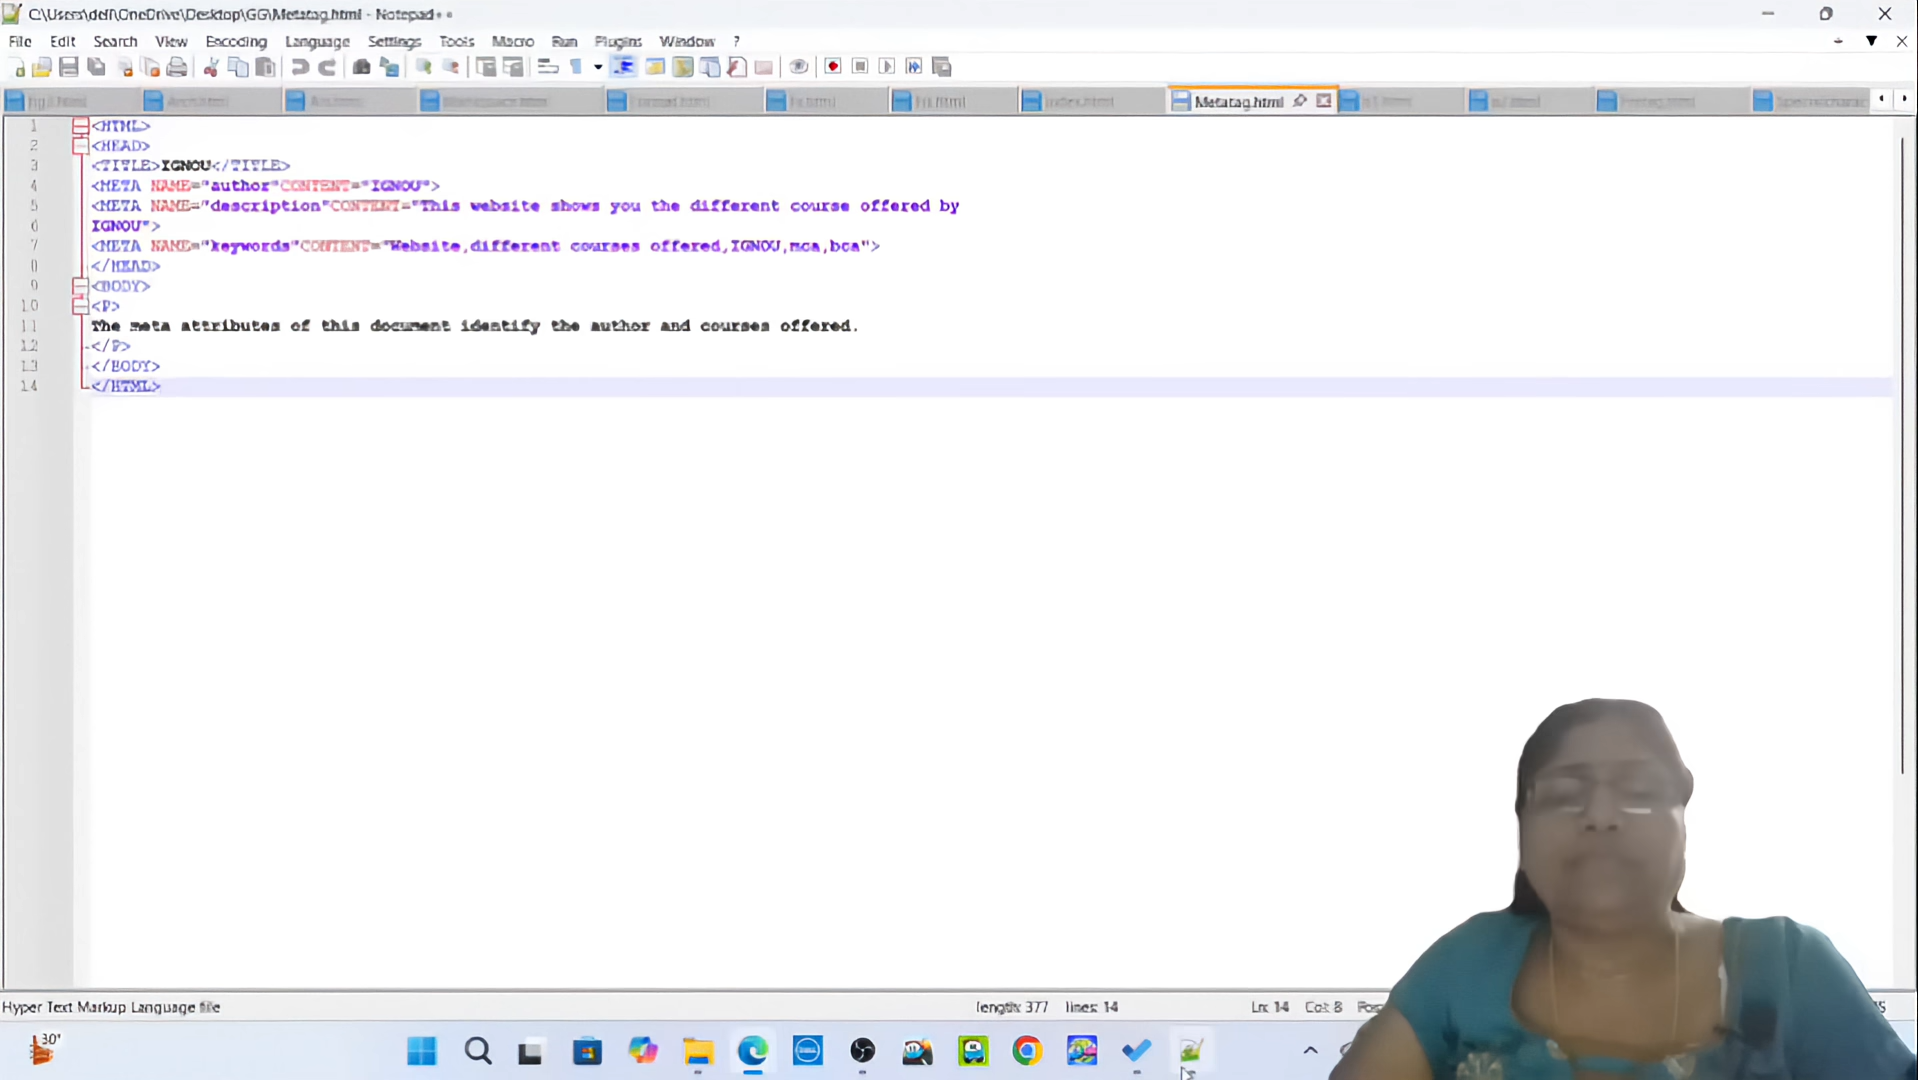 C:\Users\dell\OneDrive\Desktop\GG\Metatag.html - Notepad++
File Edit Search View Encoding Language Settings Tools Macro Run Plugins Window ?
index.html Metatag.html
1 <HTML>
2 <HEAD>
3 <TITLE>IGNOU</TITLE>
4 <META NAME="author"CONTENT="IGNOU">
5 <META NAME="description"CONTENT="This website shows you the different course offered by
6 IGNOU">
7 <META NAME="keywords"CONTENT="Website,different courses offered,IGNOU,mca,bca">
8 </HEAD>
9 <BODY>
10 <P>
11 The meta attributes of this document identify the author and courses offered.
12 </P>
13 </BODY>
14 </HTML>
Hyper Text Markup Language file length: 377 lines: 14 Ln: 14 Col: 8
30°